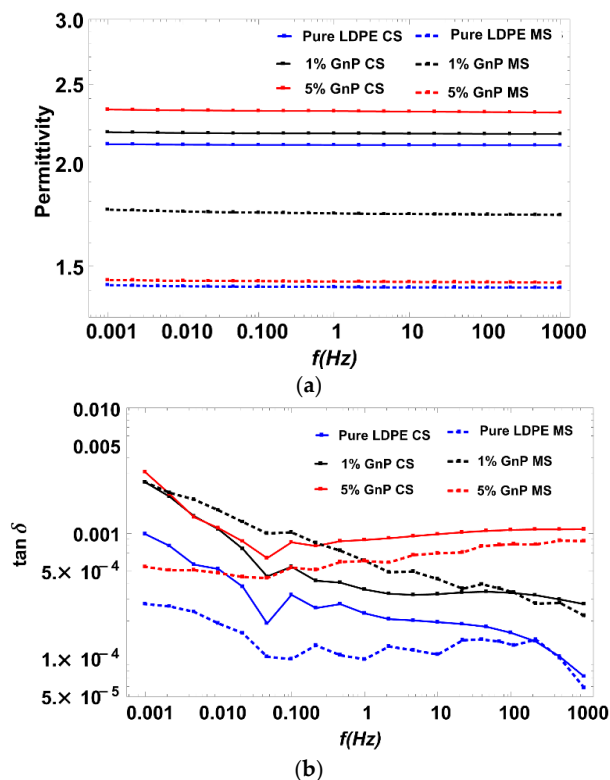 3.0
Pure LDPE CS
Pure LDPE MS
1% GnP CS
1% GnP MS
5% GnP CS
5% GnP MS
2.5
2.0
1.5
Permittivity
0.001 0.010 0.100 1 10 100 1000
f(Hz)
(a)
0.010
Pure LDPE CS
Pure LDPE MS
0.005
1% GnP CS
1% GnP MS
5% GnP CS
5% GnP MS
0.001
5.× 10⁻⁴
1.× 10⁻⁴
5.× 10⁻⁵
tan δ
0.001 0.010 0.100 1 10 100 1000
f(Hz)
(b)